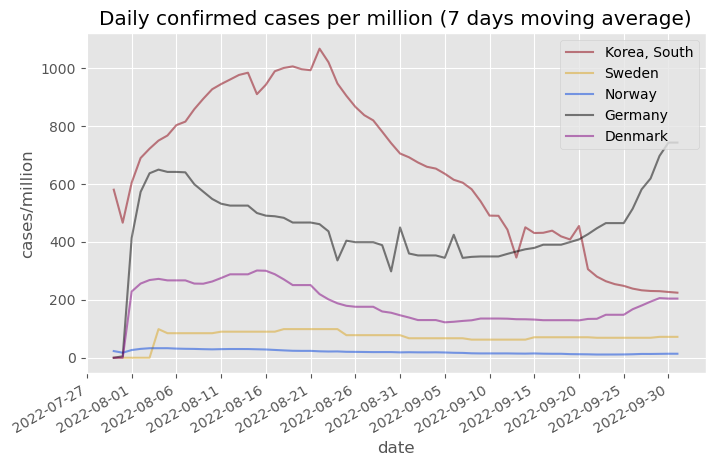 Daily confirmed cases per million (7 days moving average)
Korea, South
Sweden
Norway
Germany
Denmark
cases/million
1000
800
600
400
200
0
2022-07-27
2022-08-01
2022-08-06
2022-08-11
2022-08-16
2022-08-21
2022-08-26
2022-08-31
2022-09-05
2022-09-10
2022-09-15
2022-09-20
2022-09-25
2022-09-30
date